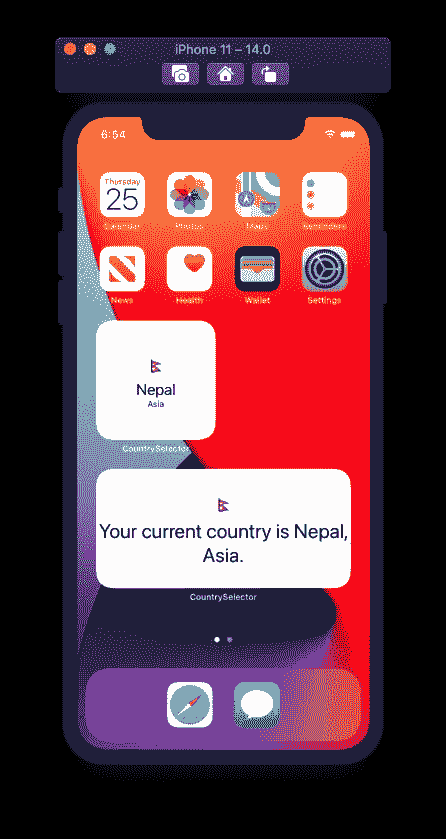 iPhone 11 – 14.0
6:54
Thursday
25
Calendar
Photos
Maps
Reminders
News
Health
Wallet
Settings
Nepal
Asia
CountrySelector
Your current country is Nepal,
Asia.
CountrySelector